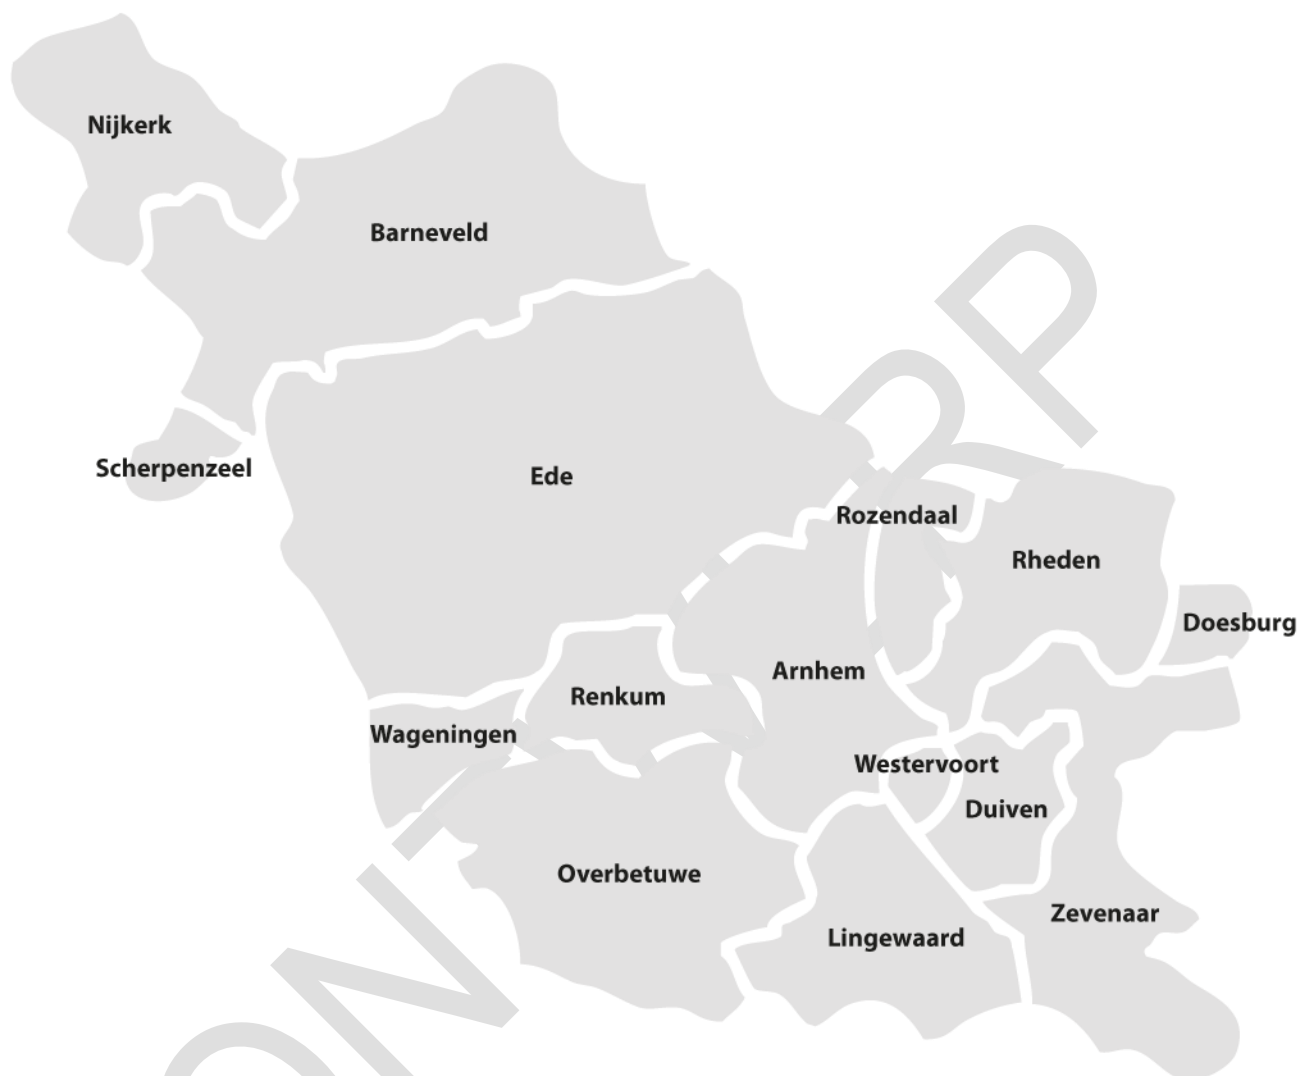 Nijkerk
Barneveld
Scherpenzeel
Ede
Rozendaal
Rheden
Doesburg
Arnhem
Renkum
Wageningen
Westervoort
Duiven
Overbetuwe
Zevenaar
Lingewaard